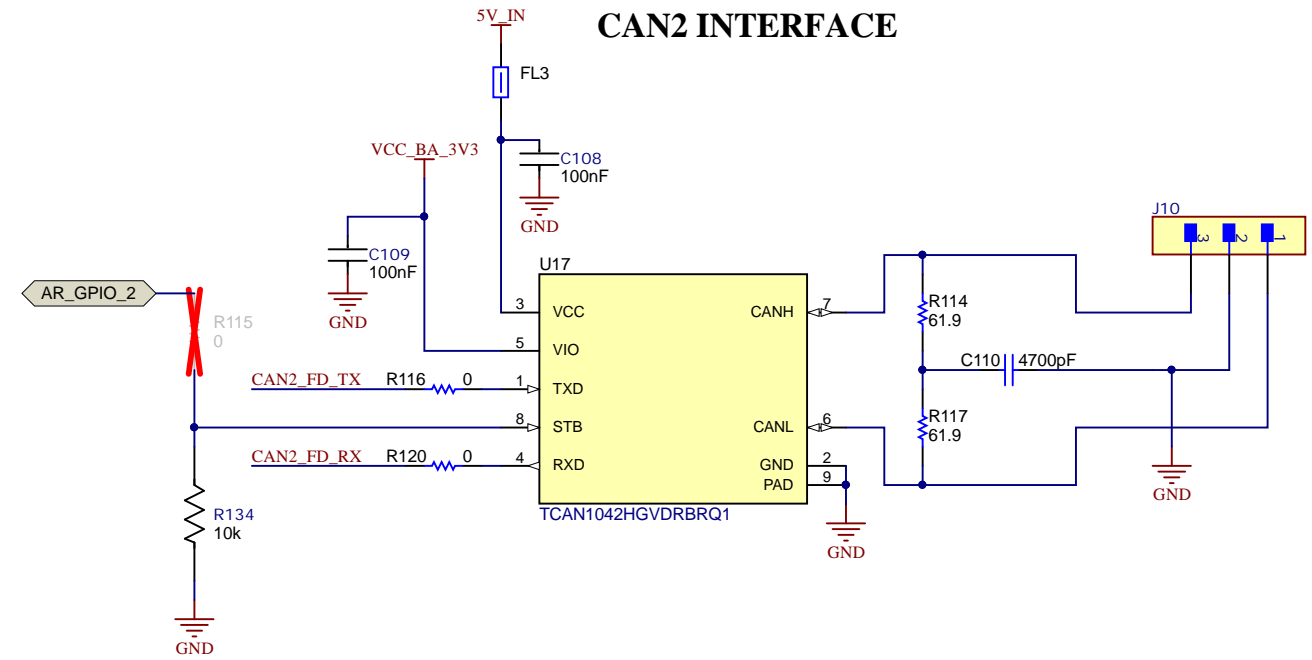 CAN2 INTERFACE
5V_IN
FL3
VCC_BA_3V3
C108
100nF
GND
J10
3 2 1
C109
100nF
GND
U17
AR_GPIO_2
R115
0
3 VCC CANH 7
R114
61.9
5 VIO
C110 4700pF
CAN2_FD_TX R116 0 1 TXD
8 STB CANL 6
R117
61.9
CAN2_FD_RX R120 0 4 RXD
GND 2
PAD 9
GND
TCAN1042HGVDRBRQ1
R134
10k
GND
GND